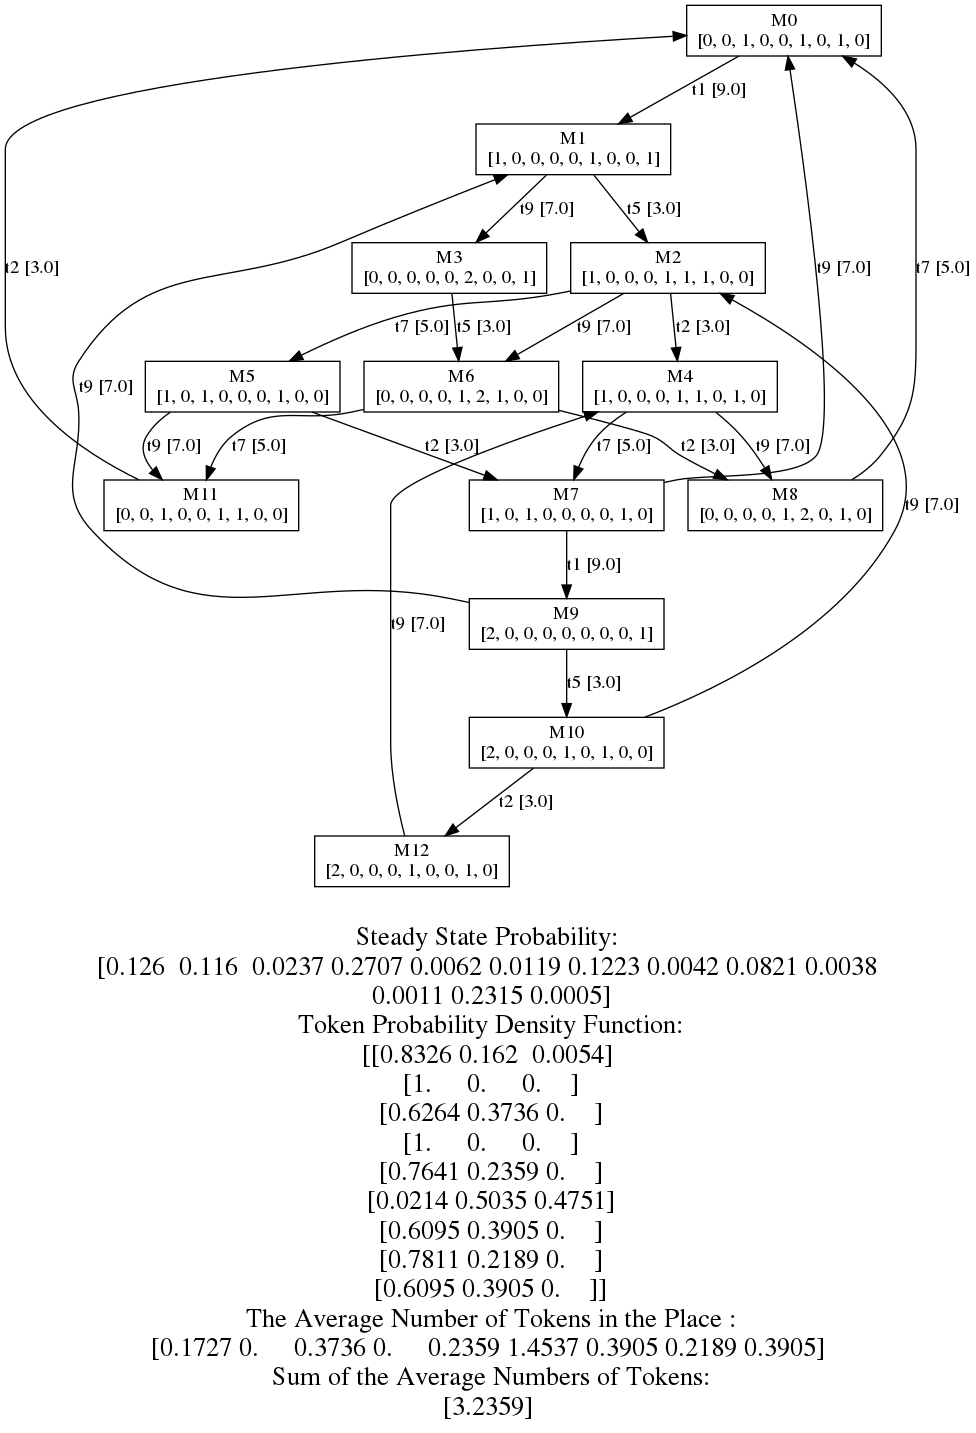 M0
[0, 0, 1, 0, 0, 1, 0, 1, 0]
t1 [9.0]
M1
[1, 0, 0, 0, 0, 1, 0, 0, 1]
t9 [7.0]
t5 [3.0]
t2 [3.0]
M3
[0, 0, 0, 0, 0, 2, 0, 0, 1]
M2
[1, 0, 0, 0, 1, 1, 1, 0, 0]
t9 [7.0]
t7 [5.0]
t7 [5.0]
t5 [3.0]
t9 [7.0]
t2 [3.0]
t9 [7.0]
M5
[1, 0, 1, 0, 0, 0, 1, 0, 0]
M6
[0, 0, 0, 0, 1, 2, 1, 0, 0]
M4
[1, 0, 0, 0, 1, 1, 0, 1, 0]
t9 [7.0]
t7 [5.0]
t2 [3.0]
t7 [5.0]
t2 [3.0]
t9 [7.0]
M11
[0, 0, 1, 0, 0, 1, 1, 0, 0]
M7
[1, 0, 1, 0, 0, 0, 0, 1, 0]
M8
[0, 0, 0, 0, 1, 2, 0, 1, 0]
t9 [7.0]
t1 [9.0]
M9
[2, 0, 0, 0, 0, 0, 0, 0, 1]
t9 [7.0]
t5 [3.0]
M10
[2, 0, 0, 0, 1, 0, 1, 0, 0]
t2 [3.0]
M12
[2, 0, 0, 0, 1, 0, 0, 1, 0]
Steady State Probability:
[0.126 0.116 0.0237 0.2707 0.0062 0.0119 0.1223 0.0042 0.0821 0.0038
0.0011 0.2315 0.0005]
Token Probability Density Function:
[[0.8326 0.162 0.0054]
[1. 0. 0. ]
[0.6264 0.3736 0. ]
[1. 0. 0. ]
[0.7641 0.2359 0. ]
[0.0214 0.5035 0.4751]
[0.6095 0.3905 0. ]
[0.7811 0.2189 0. ]
[0.6095 0.3905 0. ]]
The Average Number of Tokens in the Place :
[0.1727 0. 0.3736 0. 0.2359 1.4537 0.3905 0.2189 0.3905]
Sum of the Average Numbers of Tokens:
[3.2359]